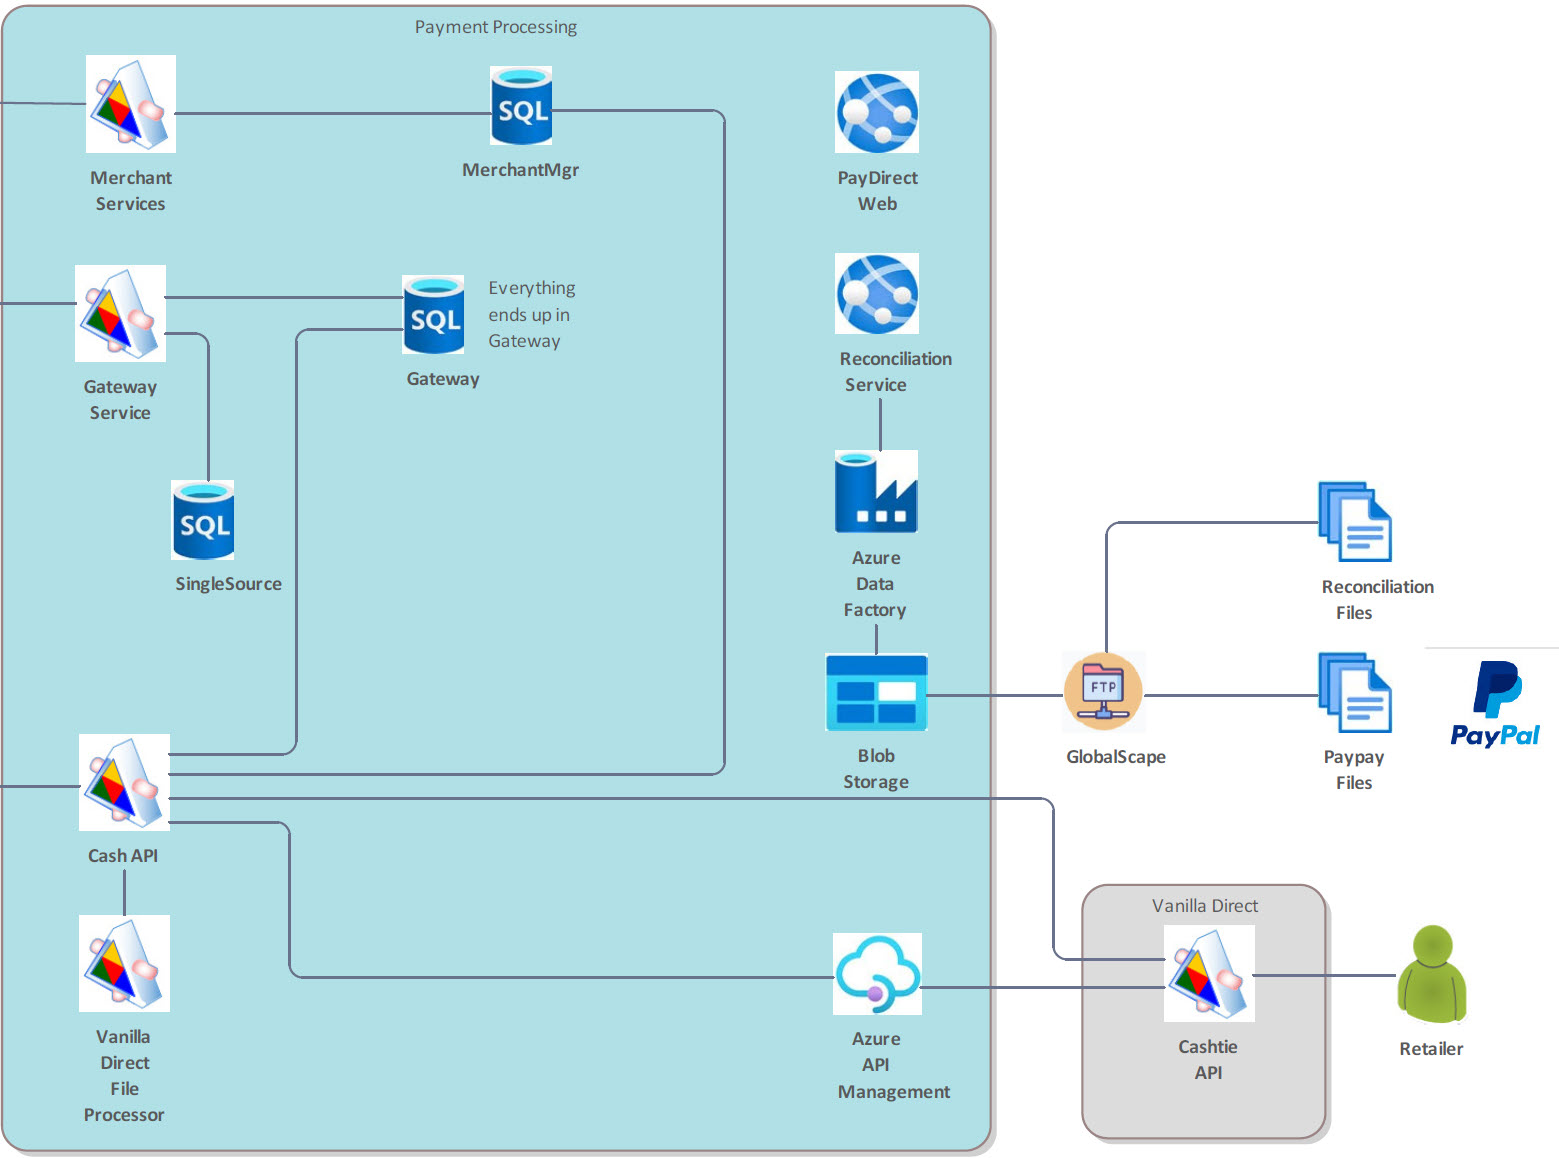 Payment Processing
SQL
Merchant
Services
MerchantMgr
PayDirect
Web
SQL
Everything
ends up in
Gateway
Gateway
Service
Gateway
Reconciliation
Service
SQL
SingleSource
Azure
Data
Factory
Reconciliation
Files
FTP
PayPal
Blob
Storage
GlobalScape
Paypay
Files
Cash API
Vanilla Direct
Vanilla
Direct
File
Processor
Azure
API
Management
Cashtie
API
Retailer